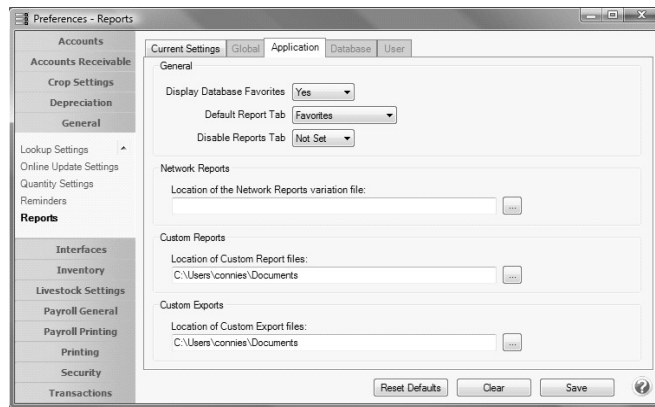 Preferences - Reports
Accounts
Accounts Receivable
Crop Settings
Depreciation
General
Lookup Settings
Online Update Settings
Quantity Settings
Reminders
Reports
Interfaces
Inventory
Livestock Settings
Payroll General
Payroll Printing
Printing
Security
Transactions
Current Settings Global Application Database User
General
Display Database Favorites Yes
Default Report Tab Favorites
Disable Reports Tab Not Set
Network Reports
Location of the Network Reports variation file:
...
Custom Reports
Location of Custom Report files:
C:\Users\connies\Documents ...
Custom Exports
Location of Custom Export files:
C:\Users\connies\Documents ...
Reset Defaults Clear Save ?